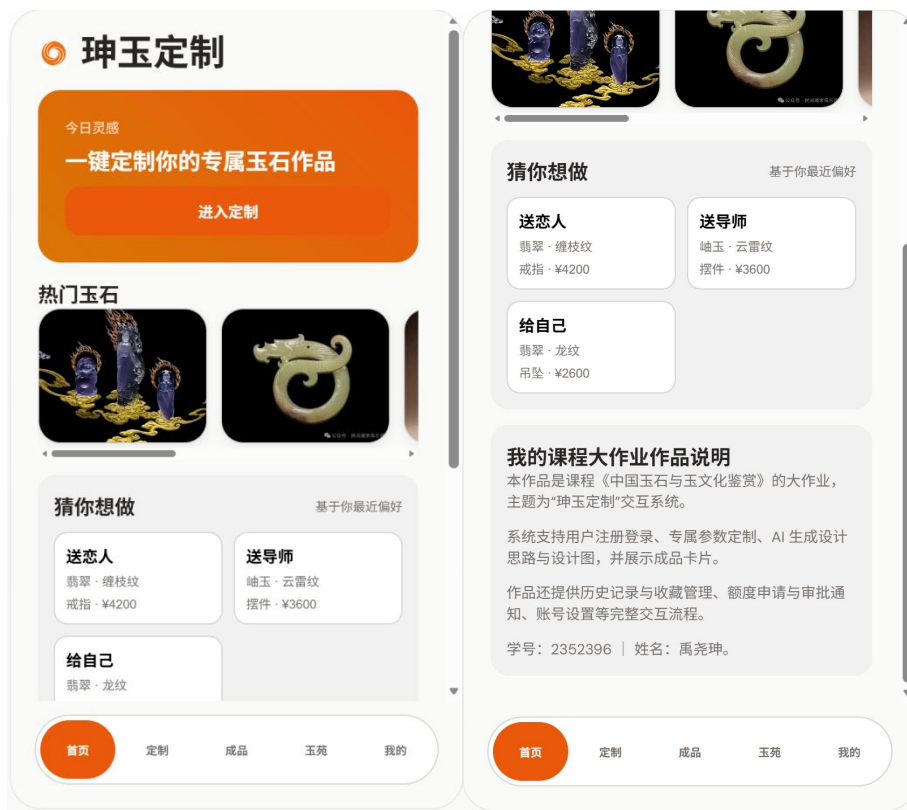 珅玉定制
今日灵感
一键定制你的专属玉石作品
进入定制
热门玉石
猜你想做
基于你最近偏好
送恋人
翡翠 · 缠枝纹
戒指 · ¥4200
送导师
岫玉 · 云雷纹
摆件 · ¥3600
给自己
翡翠 · 龙纹
首页
定制
成品
玉苑
我的
猜你想做
基于你最近偏好
送恋人
翡翠 · 缠枝纹
戒指 · ¥4200
送导师
岫玉 · 云雷纹
摆件 · ¥3600
给自己
翡翠 · 龙纹
吊坠 · ¥2600
我的课程大作业作品说明
本作品是课程《中国玉石与玉文化鉴赏》的大作业，
主题为“珅玉定制”交互系统。
系统支持用户注册登录、专属参数定制、AI 生成设计
思路与设计图，并展示成品卡片。
作品还提供历史记录与收藏管理、额度申请与审批通
知、账号设置等完整交互流程。
学号：2352396 ｜ 姓名：禹尧珅。
首页
定制
成品
玉苑
我的